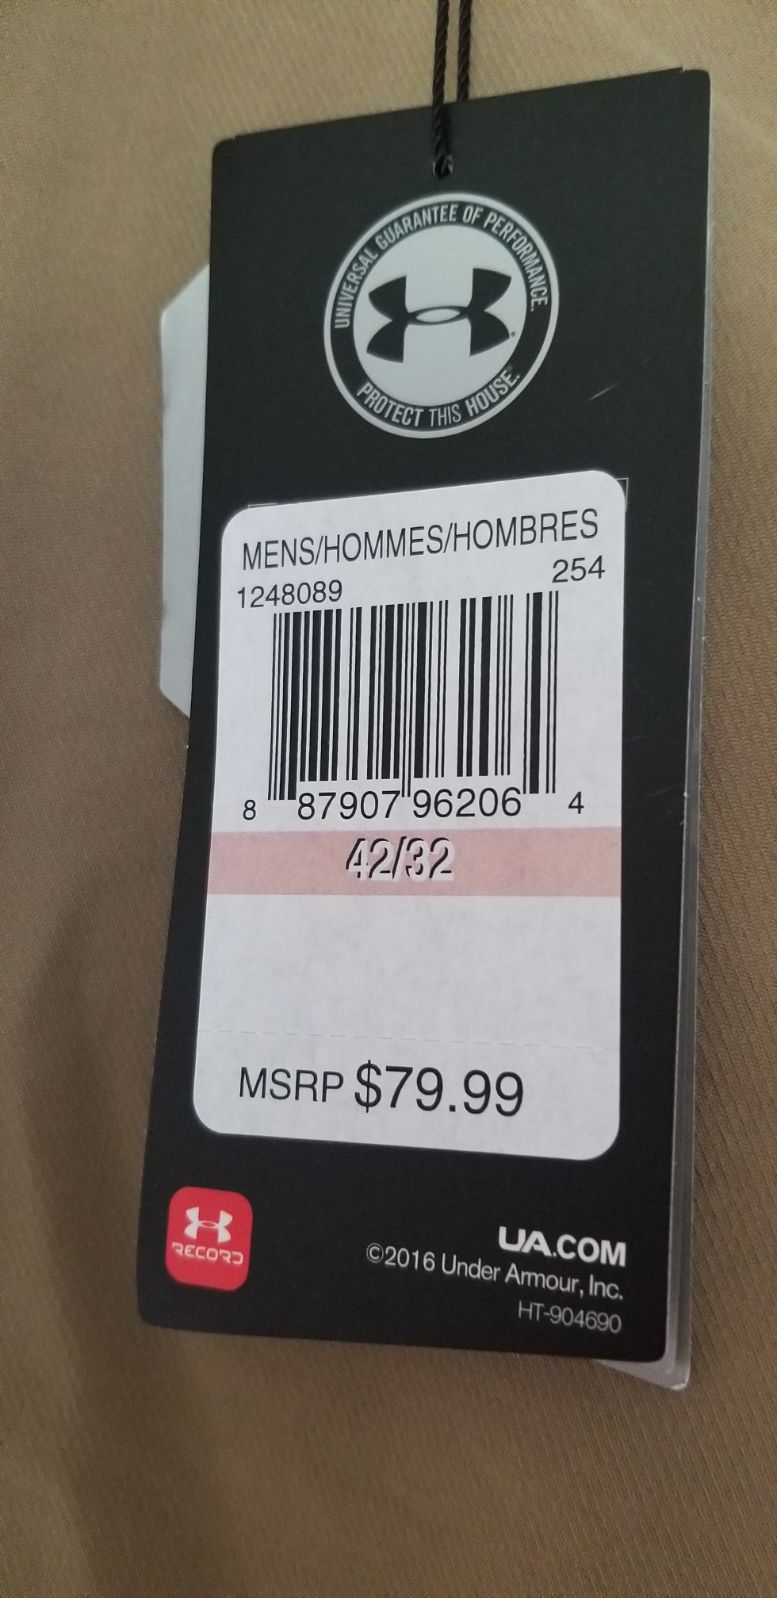 UNIVERSAL GUARANTEE OF PERFORMANCE.
PROTECT THIS HOUSE.
MENS/HOMMES/HOMBRES
1248089 254
8 87907 96206 4
42/32
MSRP $79.99
RECORD
UA.COM
©2016 Under Armour, Inc.
HT-904690